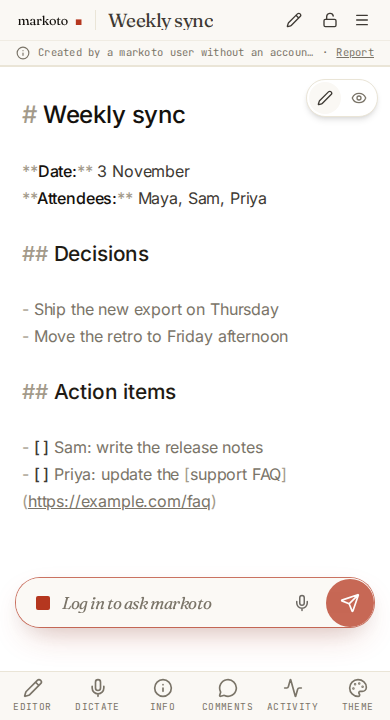 markoto
Weekly sync
Created by a markoto user without an accoun… · Report
# Weekly sync
**Date:** 3 November
**Attendees:** Maya, Sam, Priya
## Decisions
- Ship the new export on Thursday
- Move the retro to Friday afternoon
## Action items
- [ ] Sam: write the release notes
- [ ] Priya: update the [support FAQ]
(https://example.com/faq)
Log in to ask markoto
EDITOR DICTATE INFO COMMENTS ACTIVITY THEME